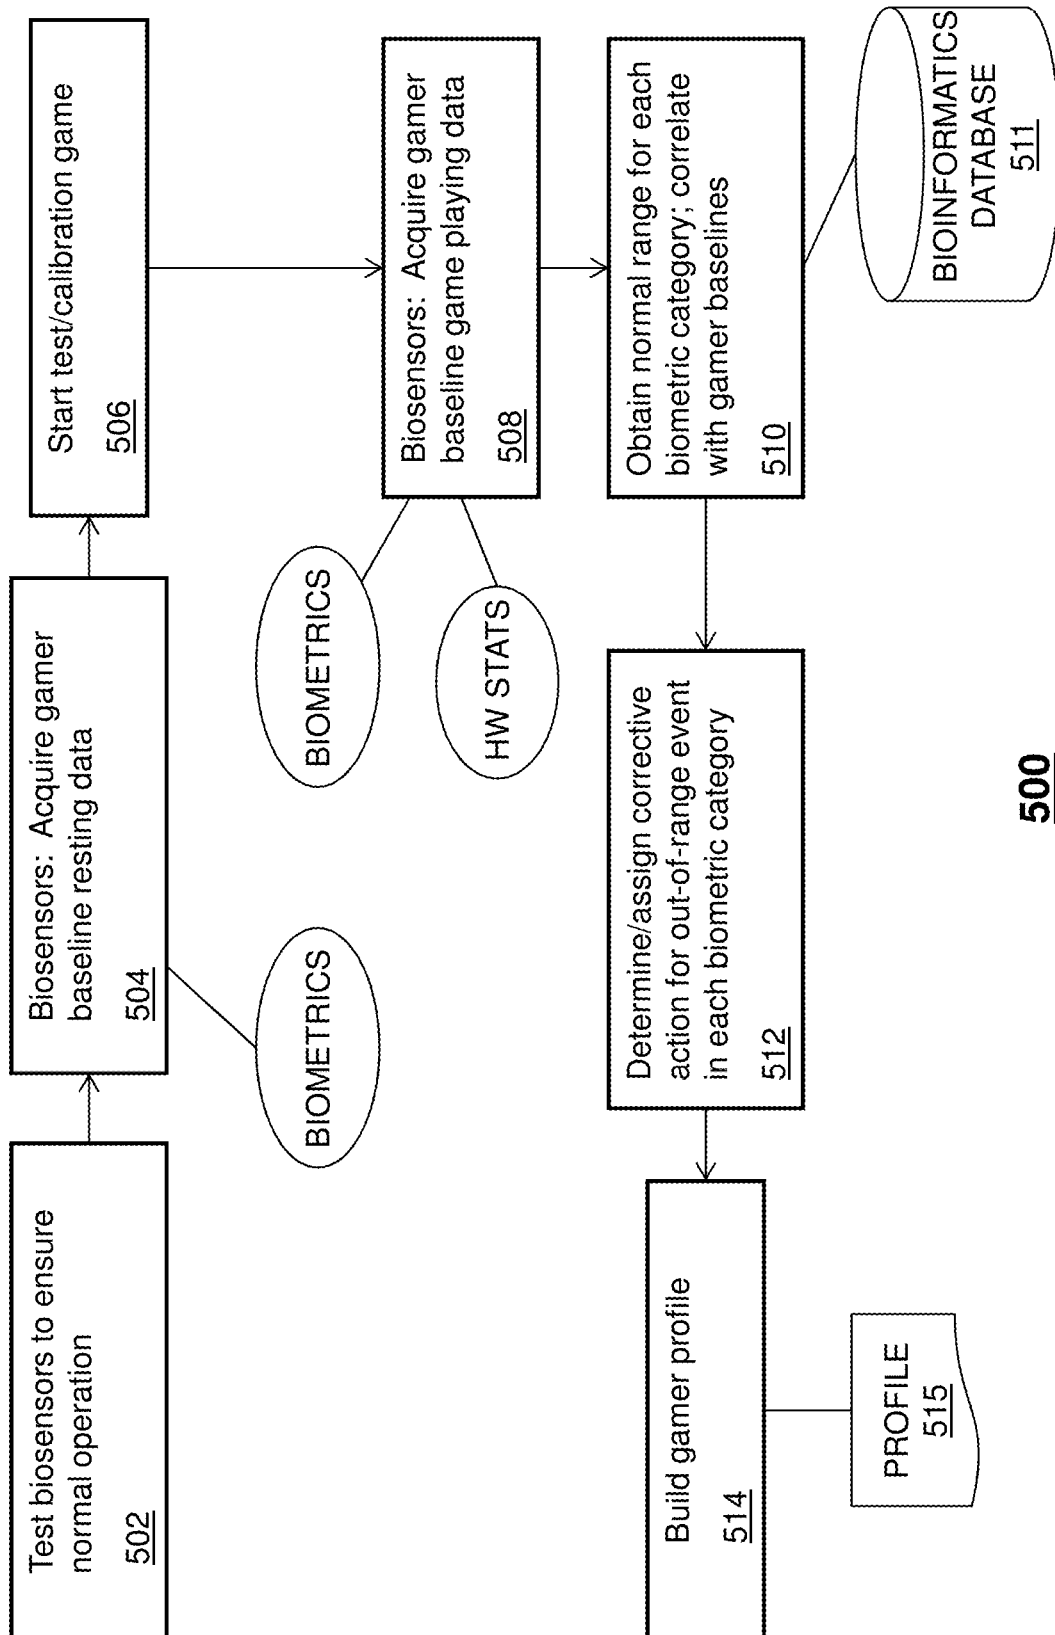 Test biosensors to ensure
normal operation
502
Biosensors: Acquire gamer
baseline resting data
504
BIOMETRICS
Start test/calibration game
506
Biosensors: Acquire gamer
baseline game playing data
508
BIOMETRICS
HW STATS
Obtain normal range for each
biometric category; correlate
with gamer baselines
510
BIOINFORMATICS
DATABASE
511
Determine/assign corrective
action for out-of-range event
in each biometric category
512
Build gamer profile
514
PROFILE
515
500